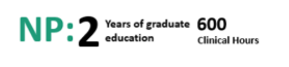 NP: 2 Years of graduate education
600 Clinical Hours